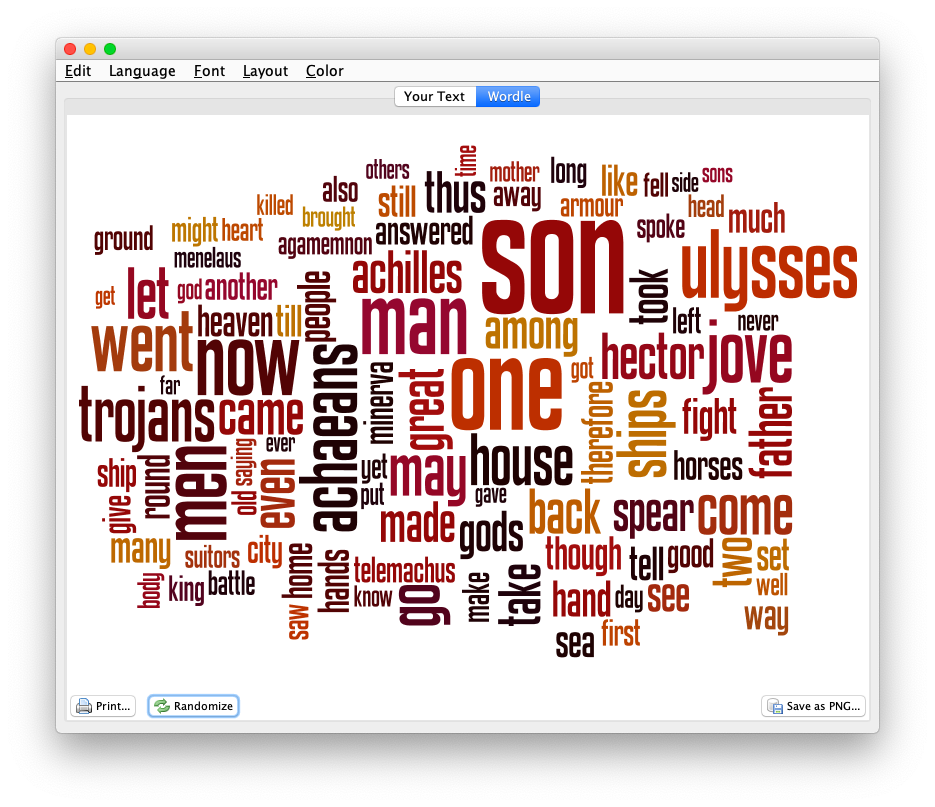 Edit Language Font Layout Color
Your Text Wordle
time
others mother long
like fell side sons
also still thus away
killed brought armour head
ground might heart answered spoke much
menelaus agamemnon son
achilles took ulysses
get let god another people
man left never
went heaven till among
now hector jove
far achaeans minerva great one got
trojans came therefore ships fight father
ever
ship round men old saying even yet may house horses
give put gave
made gods back spear come
many suitors city though tell good two set
body king battle home hands telemachus well
know go make take hand day see
saw way
sea first
Print... Randomize Save as PNG...